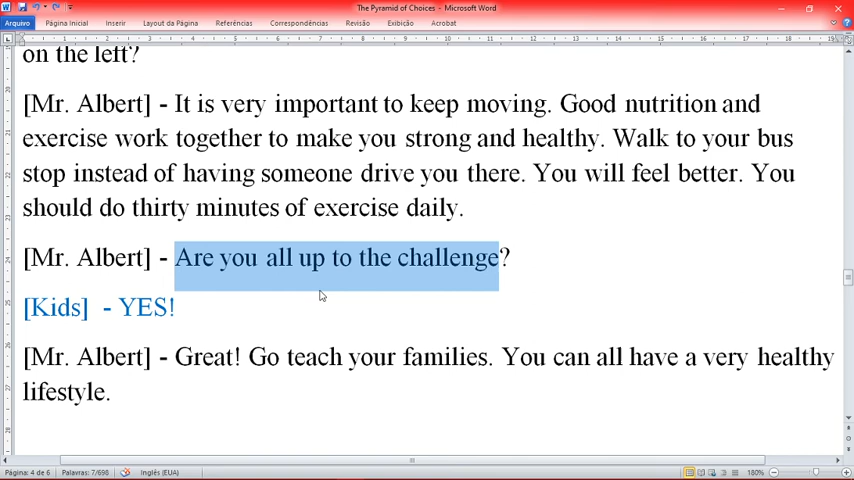 The Pyramid of Choices - Microsoft Word
Arquivo Página Inicial Inserir Layout da Página Referências Correspondências Revisão Exibição Acrobat
on the left?
[Mr. Albert] - It is very important to keep moving. Good nutrition and
exercise work together to make you strong and healthy. Walk to your bus
stop instead of having someone drive you there. You will feel better. You
should do thirty minutes of exercise daily.
[Mr. Albert] - Are you all up to the challenge?
[Kids] - YES!
[Mr. Albert] - Great! Go teach your families. You can all have a very healthy
lifestyle.
Página: 4 de 6 Palavras: 7/698 Inglês (EUA) 180%